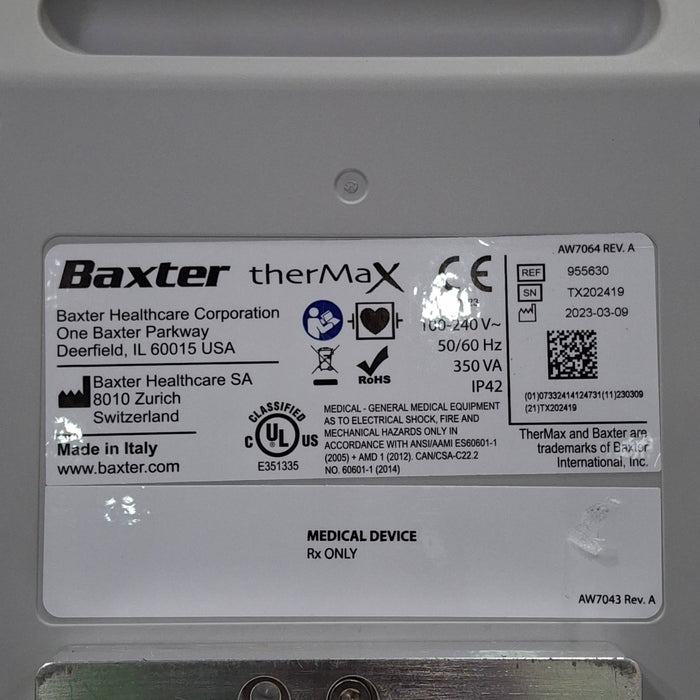 AW7064 REV. A
Baxter therMaX CE
Baxter Healthcare Corporation
One Baxter Parkway
Deerfield, IL 60015 USA
Baxter Healthcare SA
8010 Zurich
Switzerland
Made in Italy
www.baxter.com
RoHS
100-240 V~
50/60 Hz
350 VA
IP42
CLASSIFIED
C UL US
E351335
MEDICAL - GENERAL MEDICAL EQUIPMENT
AS TO ELECTRICAL SHOCK, FIRE AND
MECHANICAL HAZARDS ONLY IN
ACCORDANCE WITH ANSI/AAMI ES60601-1
(2005) + AMD 1 (2012). CAN/CSA-C22.2
NO. 60601-1 (2014)
REF 955630
SN TX202419
2023-03-09
(01)07332414124731(11)230309
(21)TX202419
TherMax and Baxter are
trademarks of Baxter
International, Inc.
MEDICAL DEVICE
Rx ONLY
AW7043 Rev. A